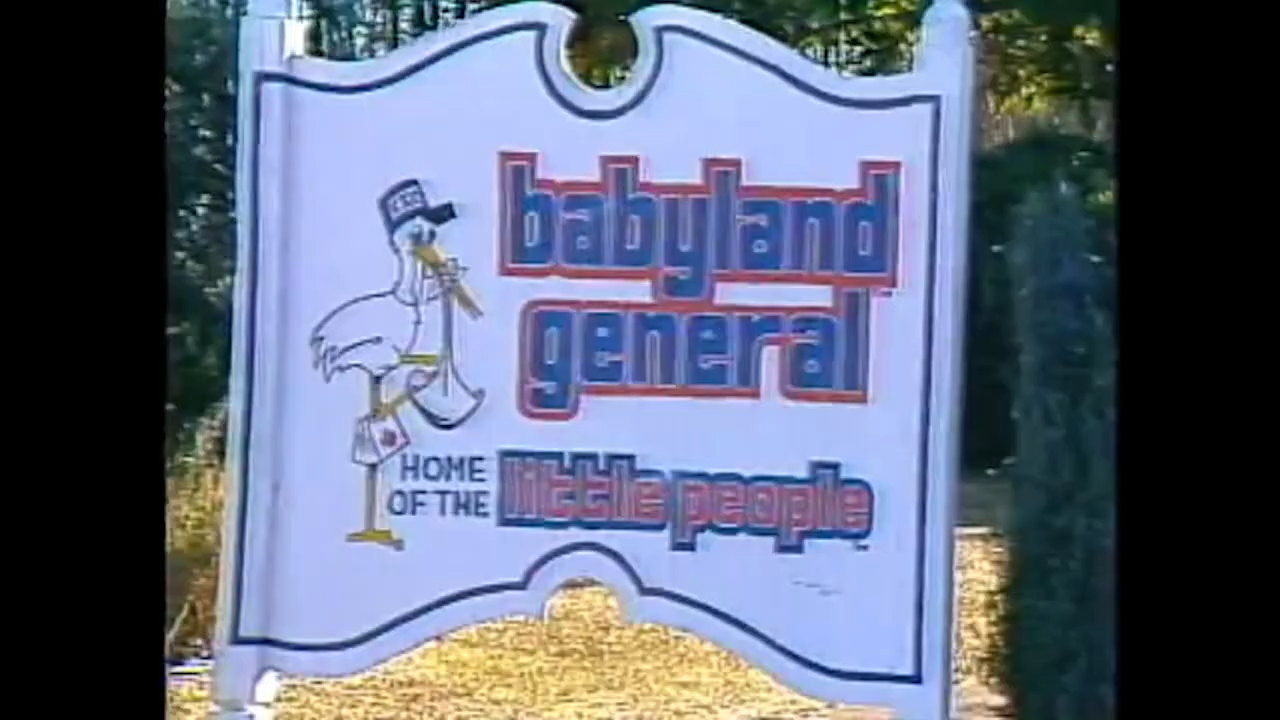 babyland
general
HOME
OF THE
little people